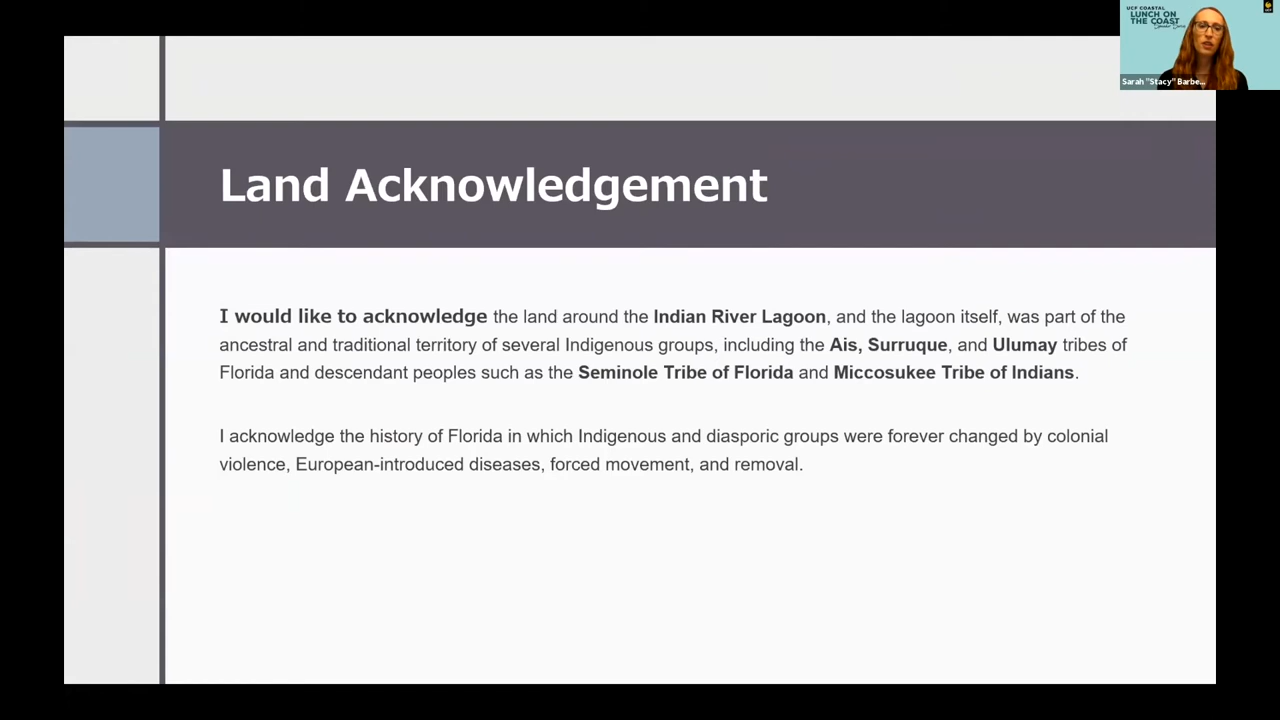 UCF COASTAL
LUNCH ON
THE COAST
Sarah "Stacy" Barbe...
Land Acknowledgement
I would like to acknowledge the land around the Indian River Lagoon, and the lagoon itself, was part of the
ancestral and traditional territory of several Indigenous groups, including the Ais, Surruque, and Ulumay tribes of
Florida and descendant peoples such as the Seminole Tribe of Florida and Miccosukee Tribe of Indians.
I acknowledge the history of Florida in which Indigenous and diasporic groups were forever changed by colonial
violence, European-introduced diseases, forced movement, and removal.